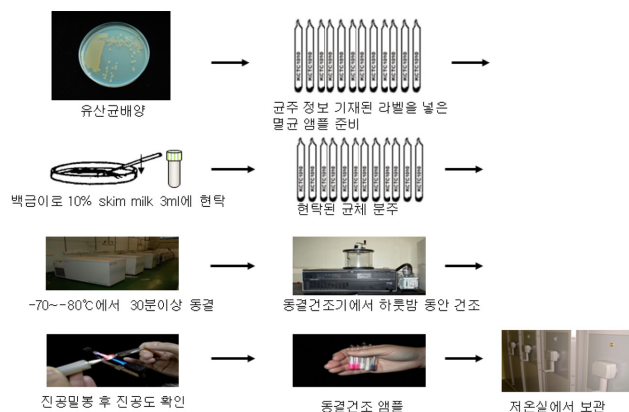 유산균배양
균주 정보 기재된 라벨을 넣은
멸균 앰플 준비
백금이로 10% skim milk 3ml에 현탁
현탁된 균체 분주
-70~-80℃에서 30분이상 동결
동결건조기에서 하룻밤 동안 건조
진공밀봉 후 진공도 확인
동결건조 앰플
저온실에서 보관